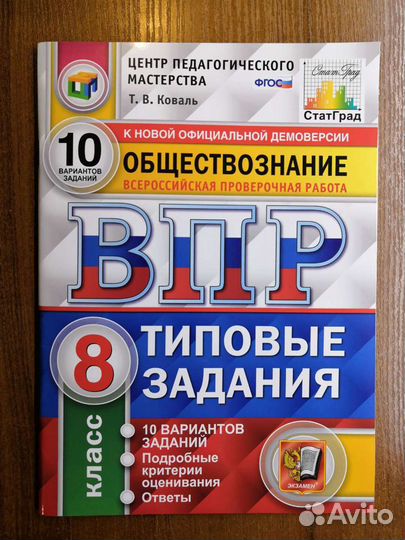 ЦЕНТР ПЕДАГОГИЧЕСКОГО
МАСТЕРСТВА
ФГОС
Т. В. Коваль
СтатГрад
СтатГрад
К НОВОЙ ОФИЦИАЛЬНОЙ ДЕМОВЕРСИИ
10
ВАРИАНТОВ
ЗАДАНИЙ
ОБЩЕСТВОЗНАНИЕ
ВСЕРОССИЙСКАЯ ПРОВЕРОЧНАЯ РАБОТА
ВПР
8
КЛАСС
ТИПОВЫЕ
ЗАДАНИЯ
• 10 ВАРИАНТОВ
ЗАДАНИЙ
• Подробные
критерии
оценивания
• Ответы
ЭКЗАМЕН
Avito